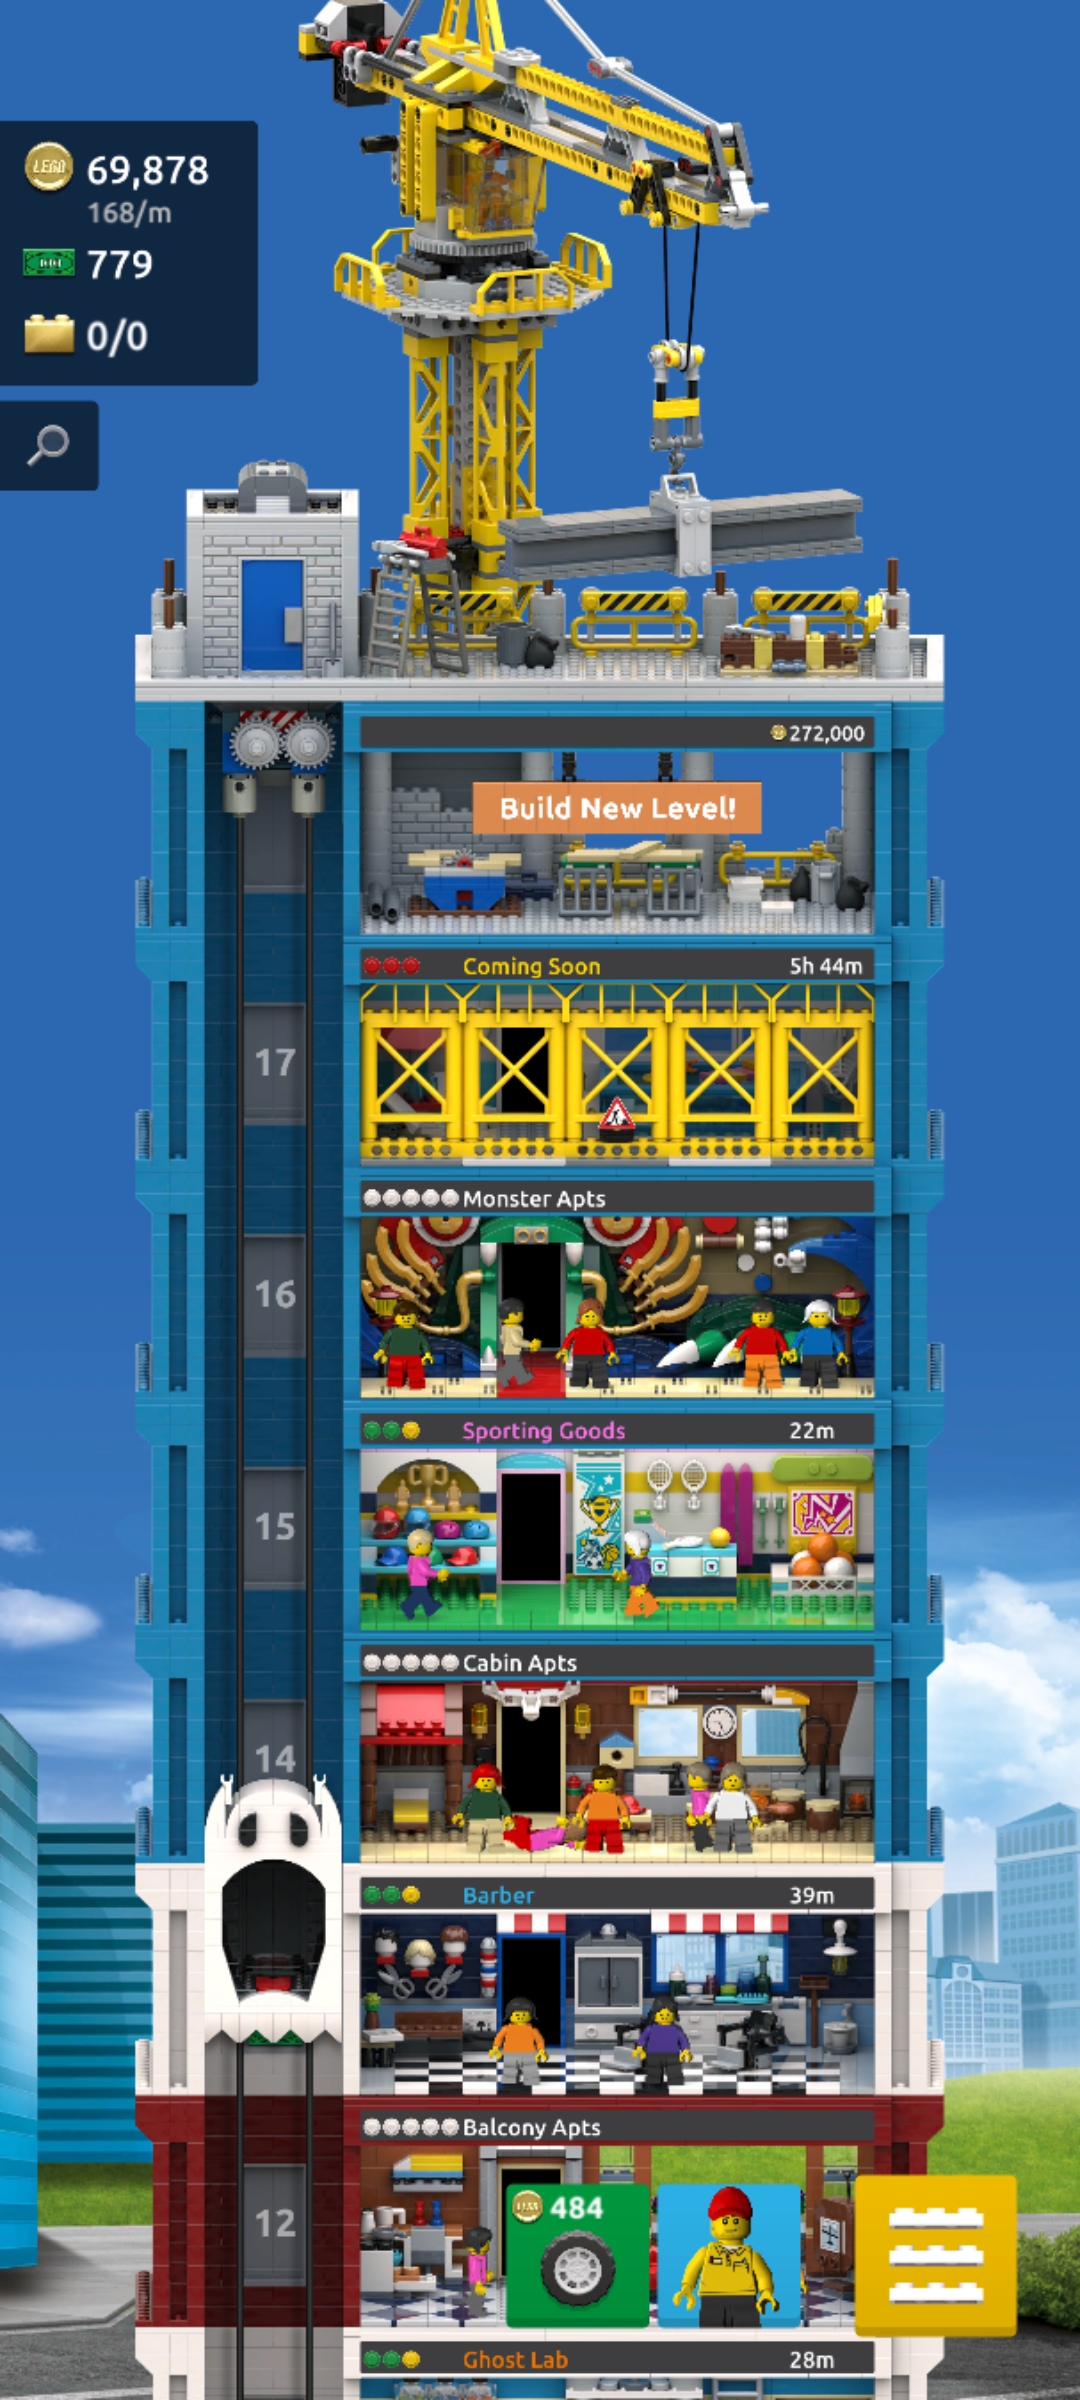 LEGO 69,878
168/m
779
0/0
272,000
Build New Level!
Coming Soon 5h 44m
17
Monster Apts
16
Sporting Goods 22m
15
N
Cabin Apts
14
Barber 39m
Balcony Apts
12
484
Ghost Lab 28m